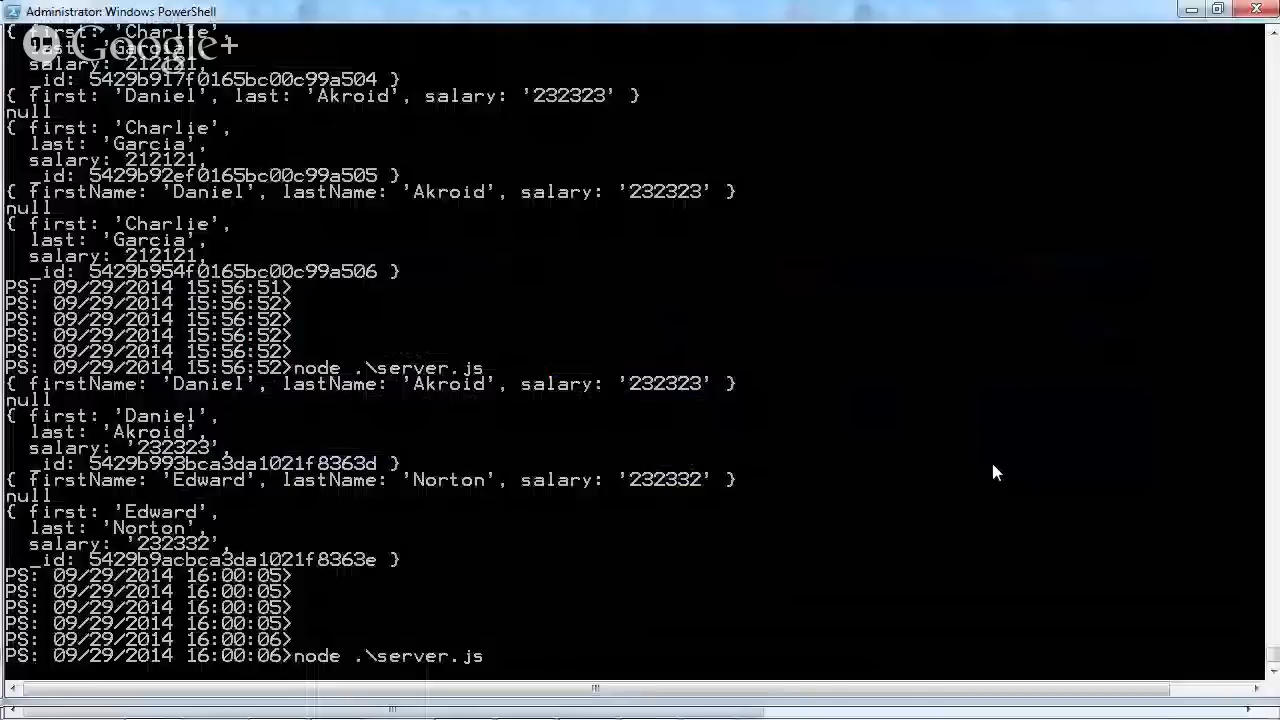 Administrator: Windows PowerShell
{ first: 'Charlie',
Google+
last: 'Garcia',
salary: 212121,
_id: 5429b917f0165bc00c99a504 }
{ first: 'Daniel', last: 'Akroid', salary: '232323' }
null
{ first: 'Charlie',
last: 'Garcia',
salary: 212121,
_id: 5429b92ef0165bc00c99a505 }
{ firstName: 'Daniel', lastName: 'Akroid', salary: '232323' }
null
{ first: 'Charlie',
last: 'Garcia',
salary: 212121,
_id: 5429b954f0165bc00c99a506 }
PS: 09/29/2014 15:56:51>
PS: 09/29/2014 15:56:52>
PS: 09/29/2014 15:56:52>
PS: 09/29/2014 15:56:52>
PS: 09/29/2014 15:56:52>
PS: 09/29/2014 15:56:52>node .\server.js
{ firstName: 'Daniel', lastName: 'Akroid', salary: '232323' }
null
{ first: 'Daniel',
last: 'Akroid',
salary: '232323',
_id: 5429b993bca3da1021f8363d }
{ firstName: 'Edward', lastName: 'Norton', salary: '232332' }
null
{ first: 'Edward',
last: 'Norton',
salary: '232332',
_id: 5429b9acbca3da1021f8363e }
PS: 09/29/2014 16:00:05>
PS: 09/29/2014 16:00:05>
PS: 09/29/2014 16:00:05>
PS: 09/29/2014 16:00:05>
PS: 09/29/2014 16:00:06>
PS: 09/29/2014 16:00:06>node .\server.js